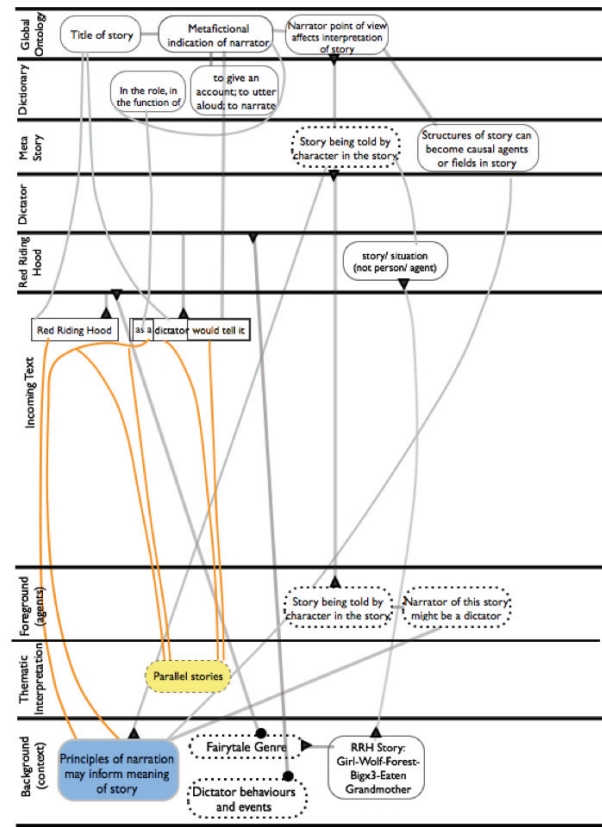 Global
Ontology
Title of story
Metafictional
indication of narrator
Narrator point of view
affects interpretation
of story
Dictionary
In the role, in
the function of
to give an
account; to utter
aloud; to narrate
Meta
Story
Story being told by
character in the story
Structures of story can
become causal agents
or fields in story
Dictator
Red Riding
Hood
story/ situation
(not person/ agent)
Incoming Text
Red Riding Hood
as a dictator would tell it
Foreground
(agents)
Story being told by
character in the story
Narrator of this story
might be a dictator
Thematic
Interpretation
Parallel stories
Background
(context)
Principles of narration
may inform meaning
of story
Fairytale Genre
Dictator behaviours
and events
RRH Story:
Girl-Wolf-Forest-
Bigx3-Eaten
Grandmother